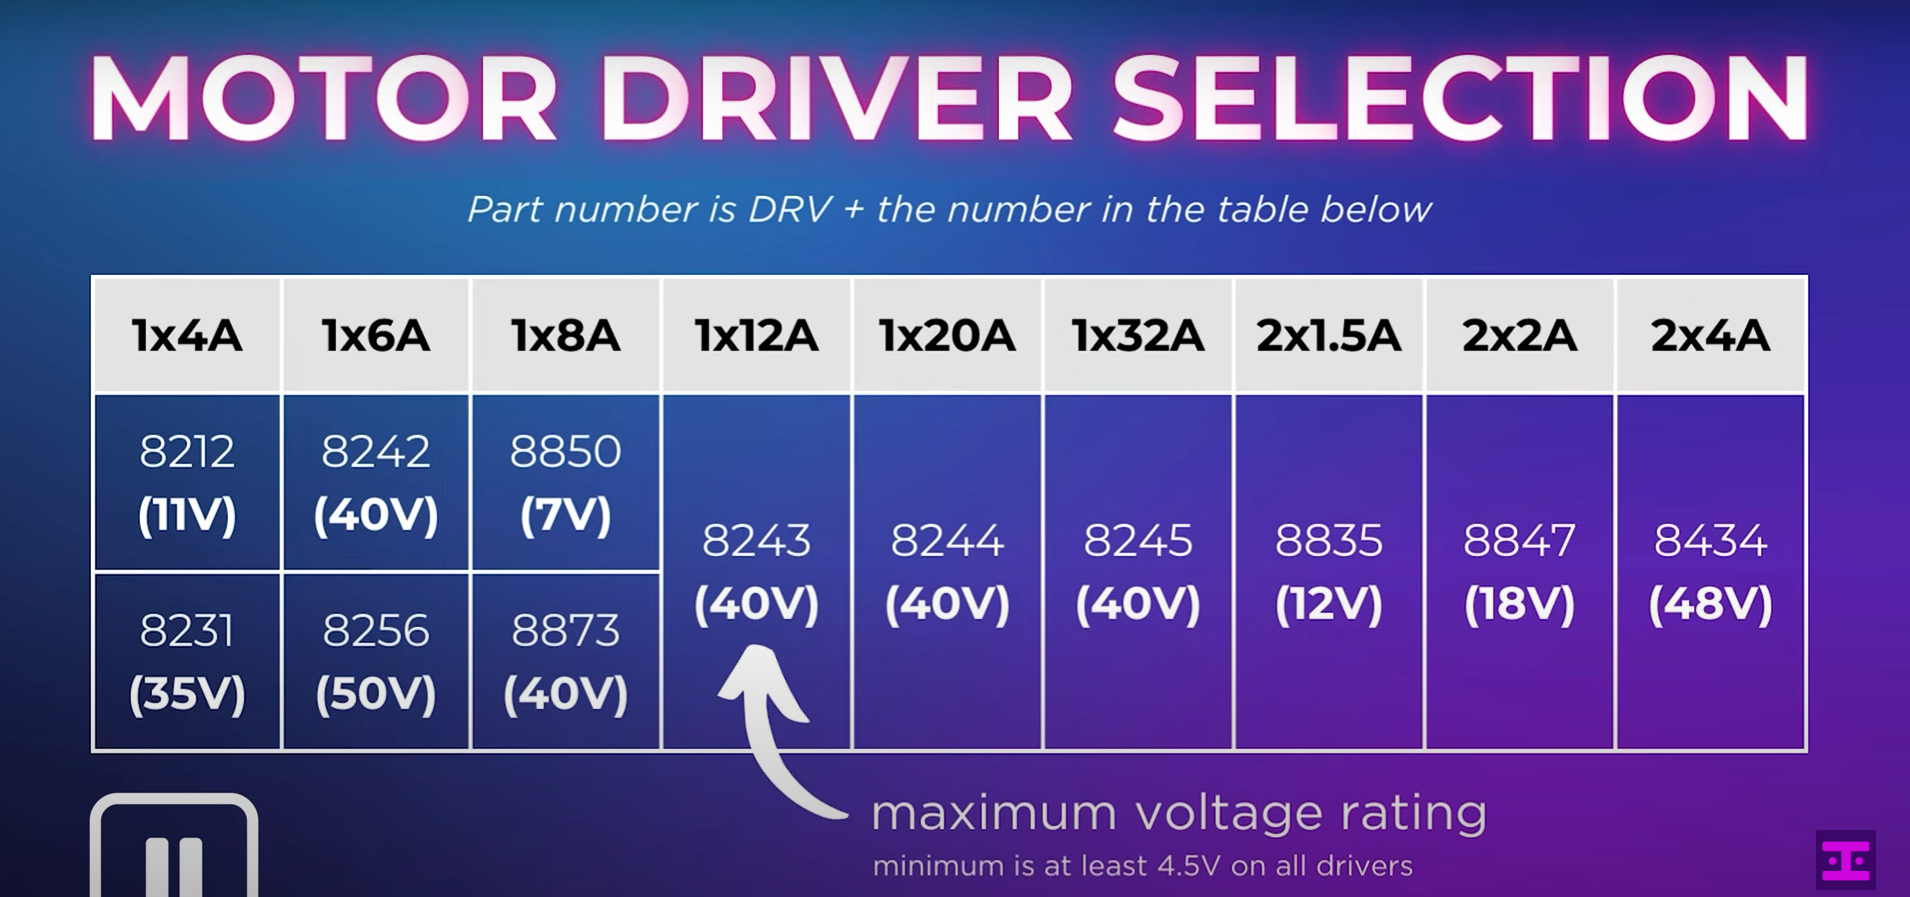 MOTOR DRIVER SELECTION
Part number is DRV + the number in the table below
1x4A 1x6A 1x8A 1x12A 1x20A 1x32A 2x1.5A 2x2A 2x4A
8212 8242 8850
(11V) (40V) (7V)
8243 8244 8245 8835 8847 8434
(40V) (40V) (40V) (12V) (18V) (48V)
8231 8256 8873
(35V) (50V) (40V)
maximum voltage rating
minimum is at least 4.5V on all drivers